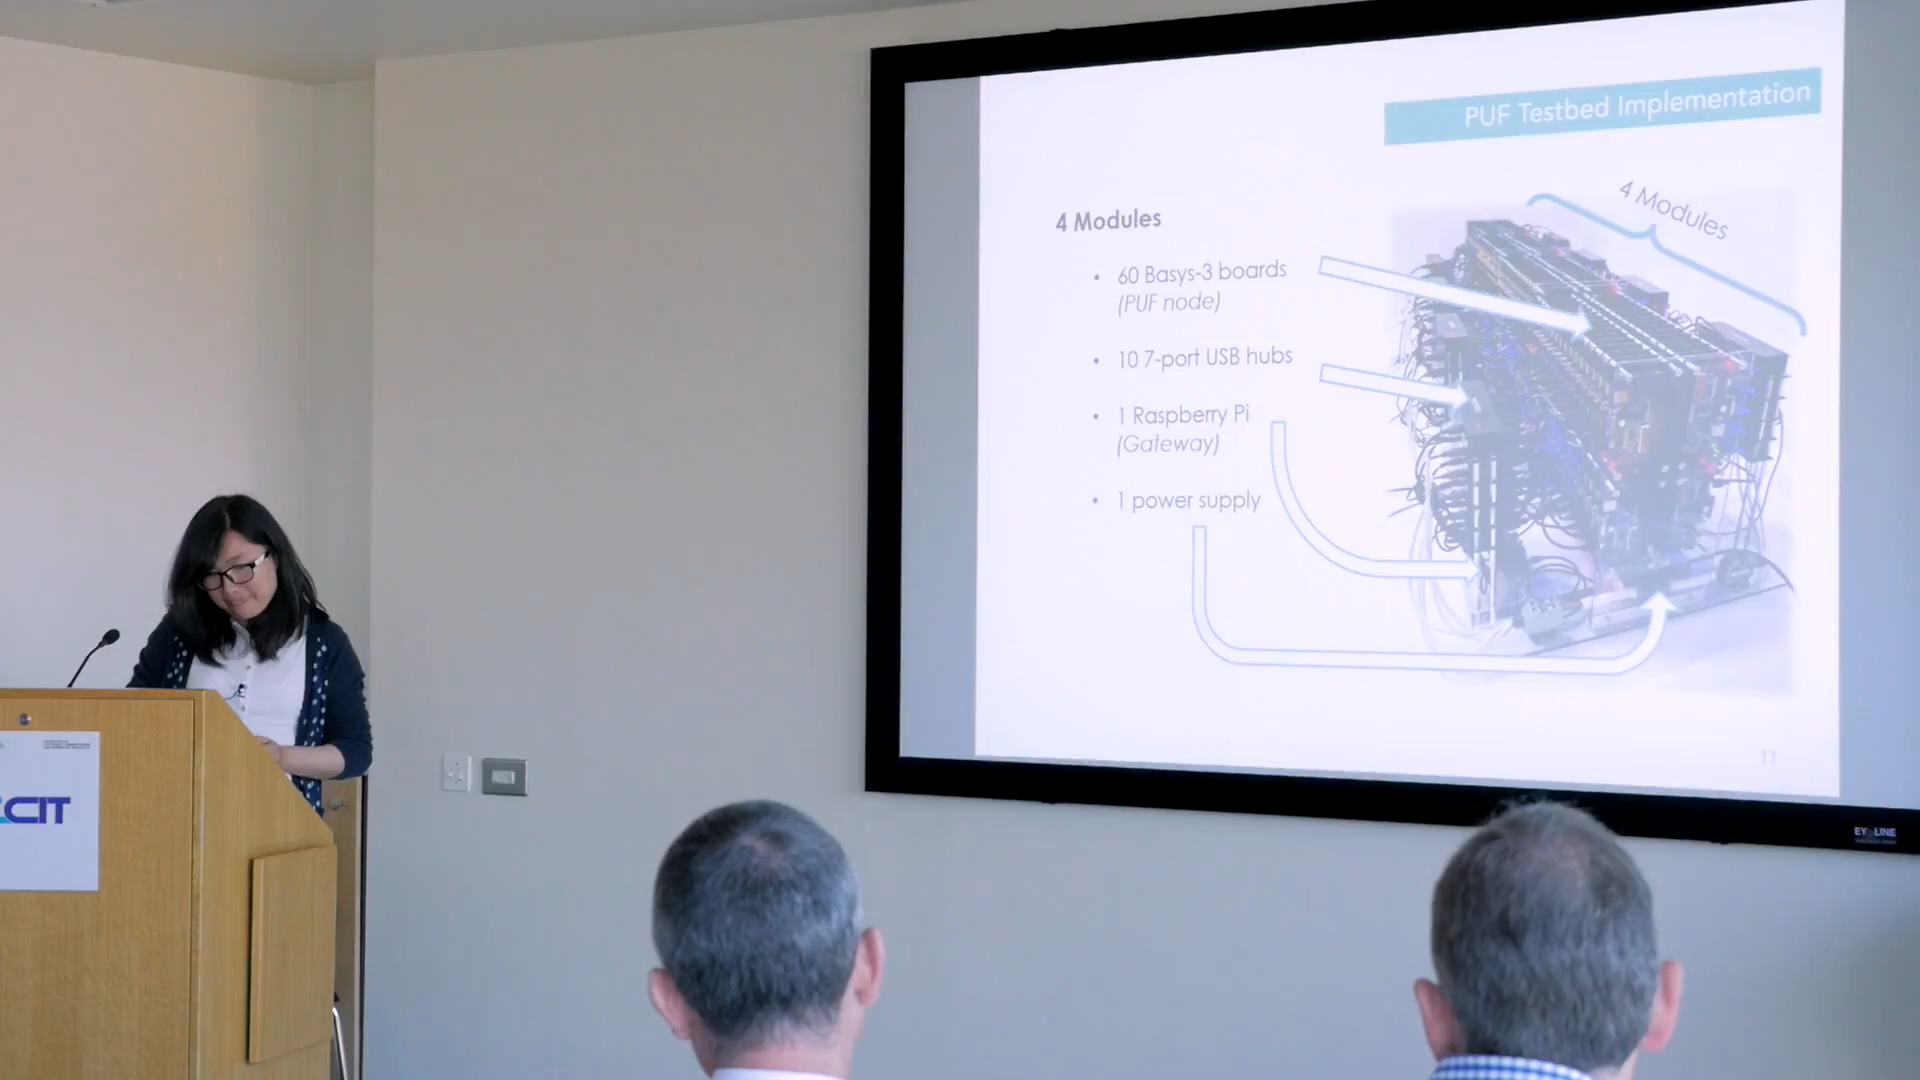 PUF Testbed Implementation
4 Modules
4 Modules
• 60 Basys-3 boards
(PUF node)
• 10 7-port USB hubs
• 1 Raspberry Pi
(Gateway)
• 1 power supply
11
CIT